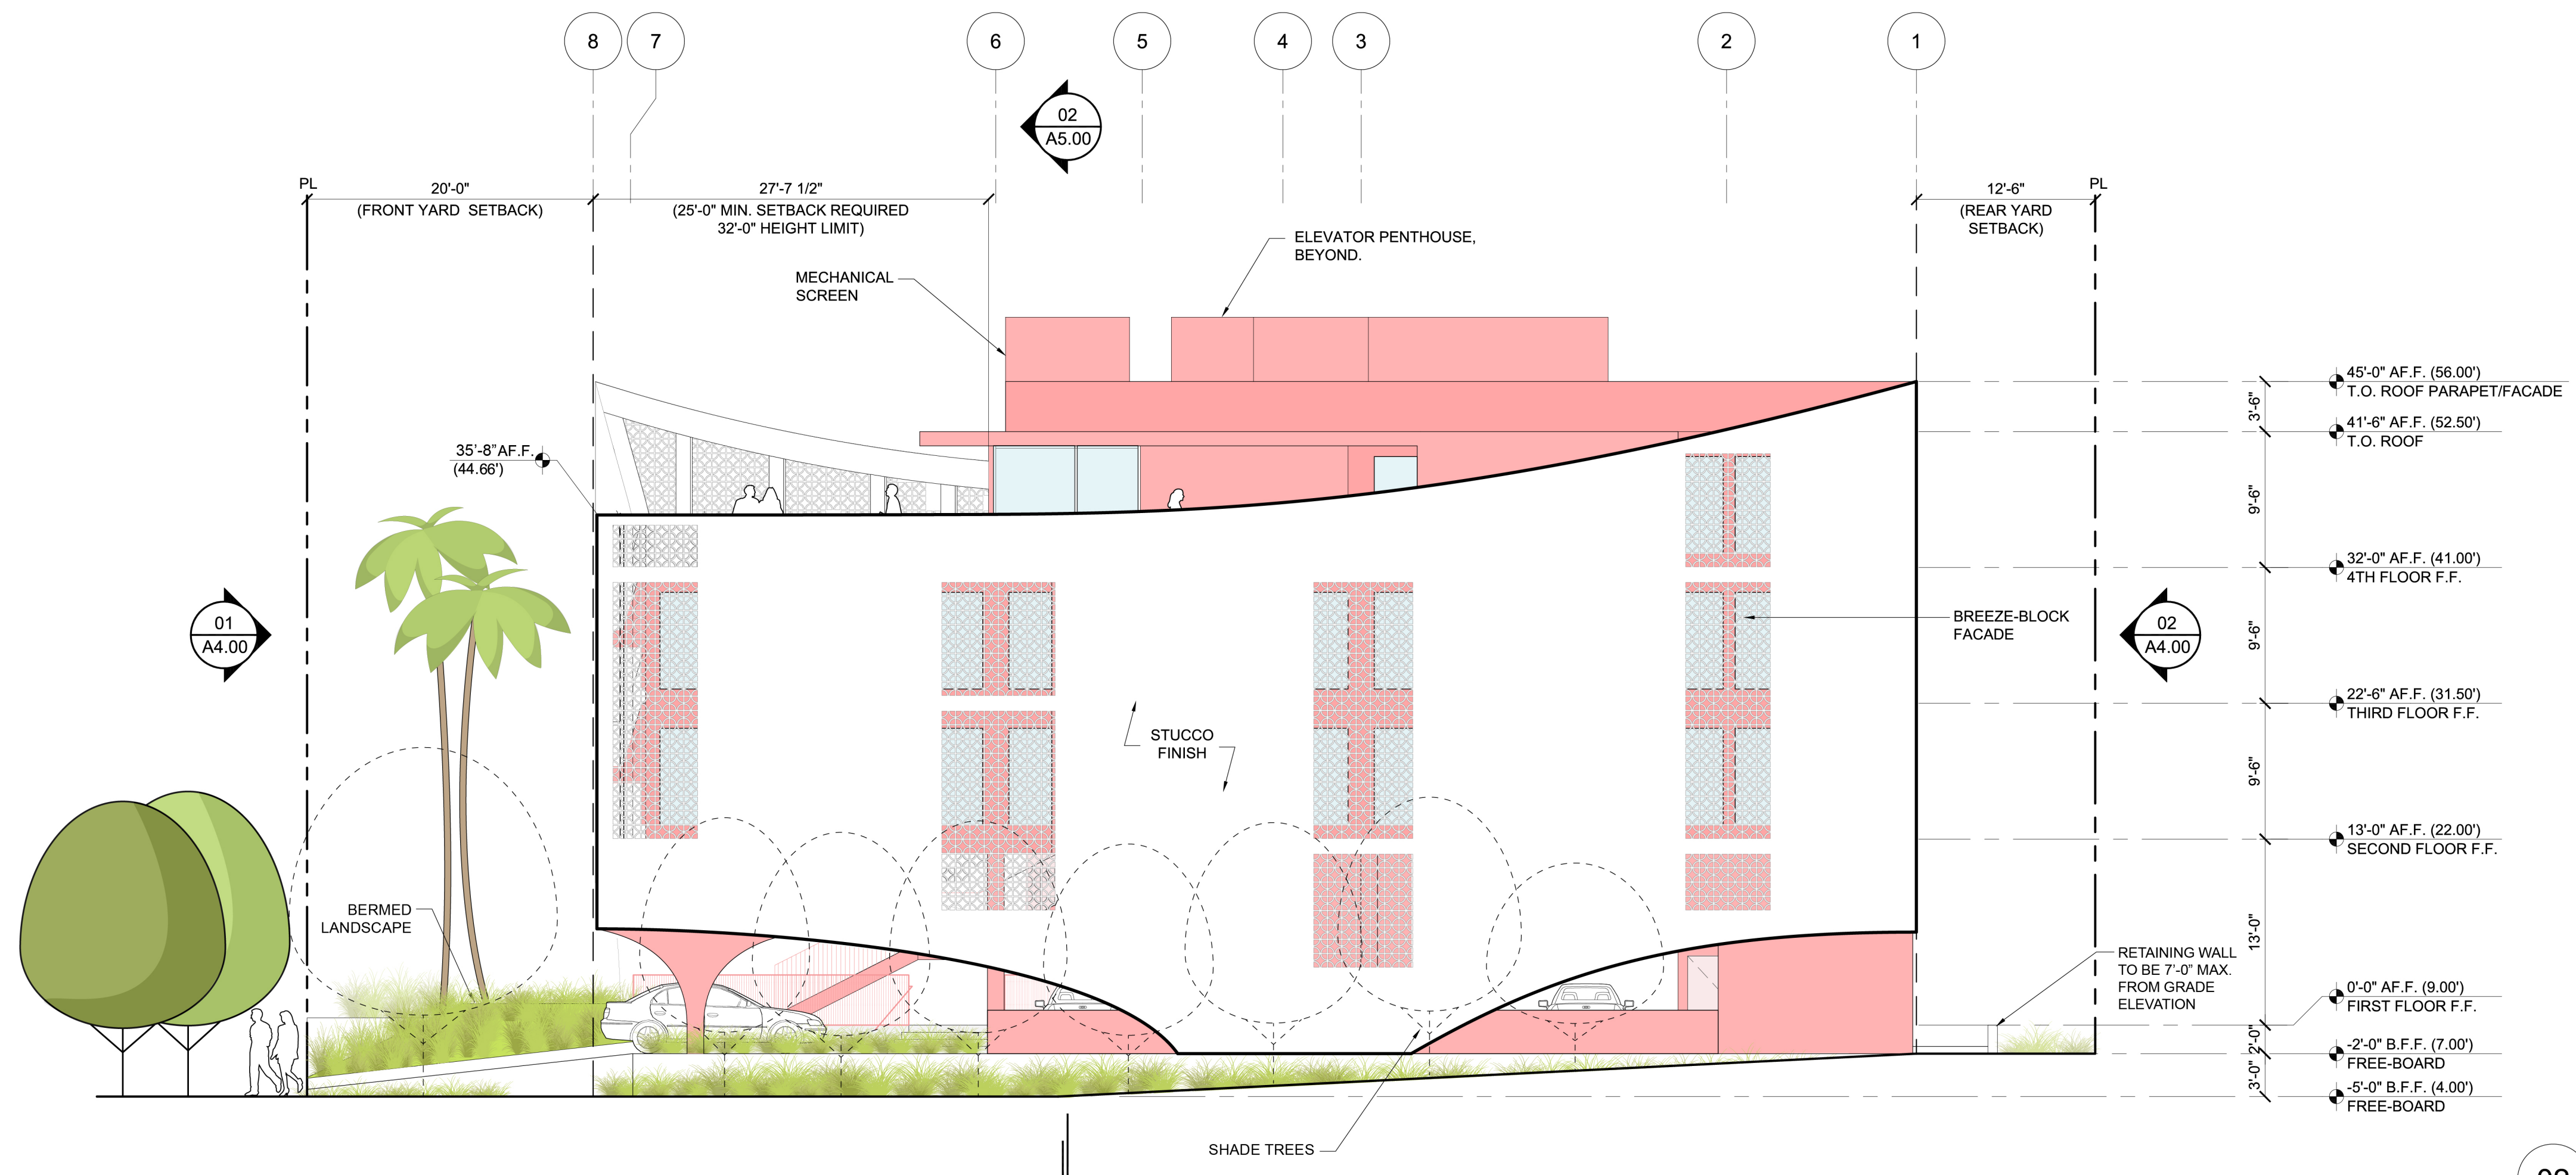 8
7
6
5
4
3
2
1
02
A5.00
PL
20'-0"
(FRONT YARD SETBACK)
27'-7 1/2"
(25'-0" MIN. SETBACK REQUIRED
32'-0" HEIGHT LIMIT)
12'-6"
(REAR YARD
SETBACK)
PL
ELEVATOR PENTHOUSE,
BEYOND.
MECHANICAL
SCREEN
35'-8" AF.F.
(44.66')
01
A4.00
BREEZE-BLOCK
FACADE
02
A4.00
STUCCO
FINISH
BERMED
LANDSCAPE
RETAINING WALL
TO BE 7'-0" MAX.
FROM GRADE
ELEVATION
SHADE TREES
3'-6"
9'-6"
9'-6"
9'-6"
13'-0"
2'-0"
3'-0"
45'-0" AF.F. (56.00')
T.O. ROOF PARAPET/FACADE
41'-6" AF.F. (52.50')
T.O. ROOF
32'-0" AF.F. (41.00')
4TH FLOOR F.F.
22'-6" AF.F. (31.50')
THIRD FLOOR F.F.
13'-0" AF.F. (22.00')
SECOND FLOOR F.F.
0'-0" AF.F. (9.00')
FIRST FLOOR F.F.
-2'-0" B.F.F. (7.00')
FREE-BOARD
-5'-0" B.F.F. (4.00')
FREE-BOARD